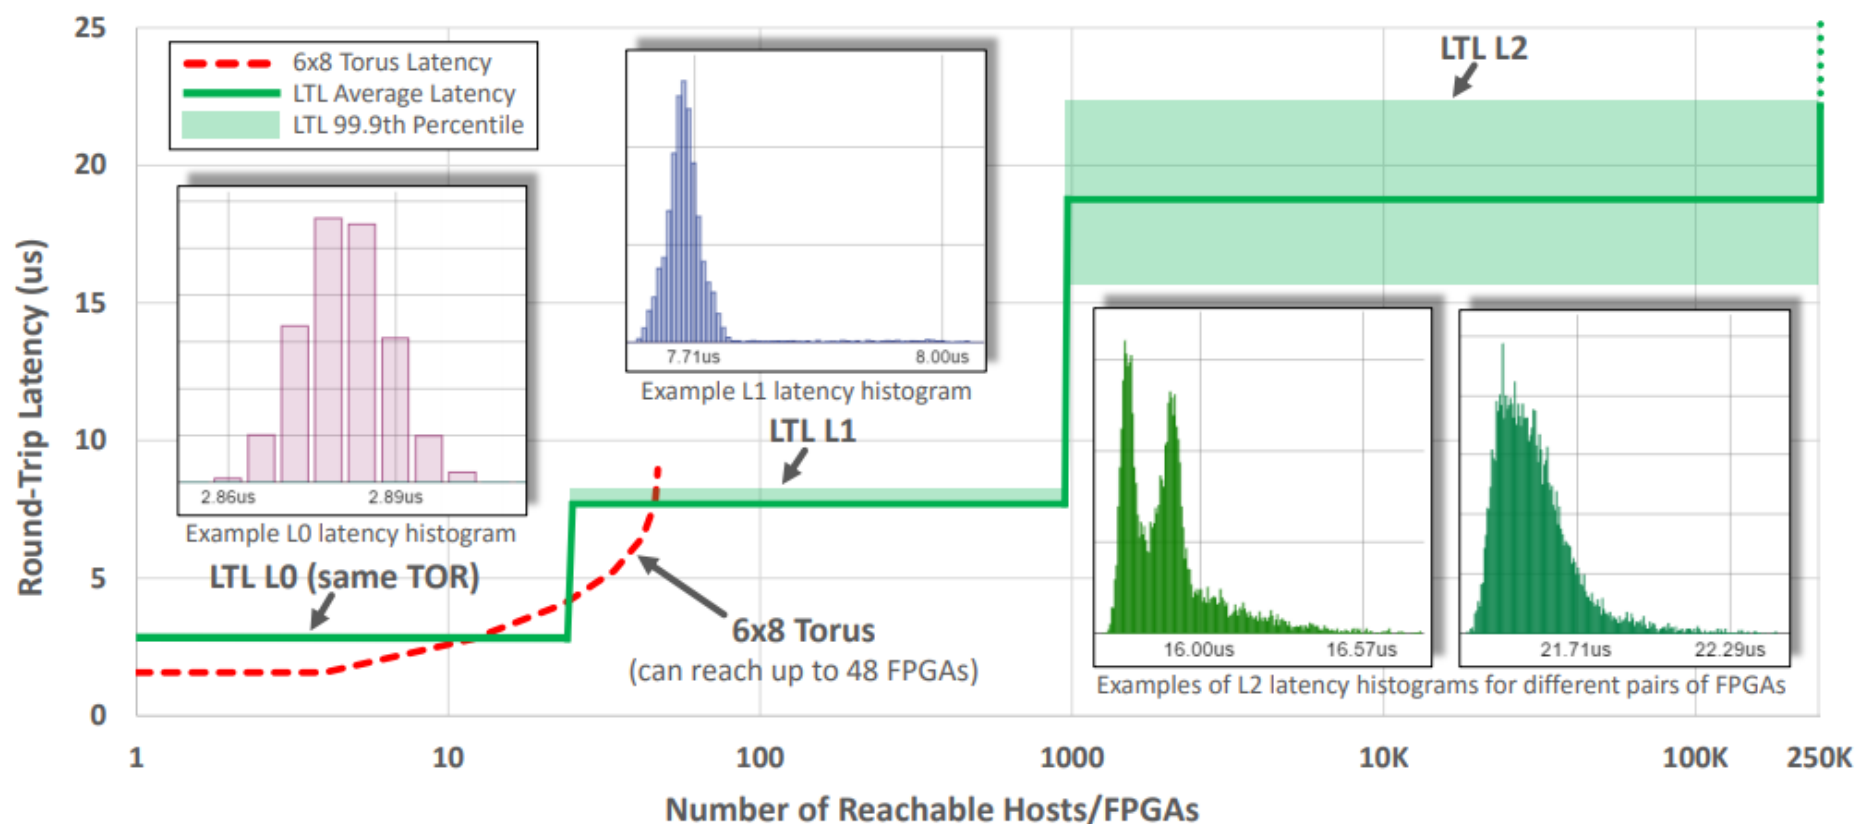 25
20
15
10
5
0
Round-Trip Latency (us)
6x8 Torus Latency
LTL Average Latency
LTL 99.9th Percentile
2.86us 2.89us
Example L0 latency histogram
LTL L0 (same TOR)
7.71us 8.00us
Example L1 latency histogram
LTL L1
6x8 Torus
(can reach up to 48 FPGAs)
LTL L2
16.00us 16.57us
21.71us 22.29us
Examples of L2 latency histograms for different pairs of FPGAs
1 10 100 1000 10K 100K 250K
Number of Reachable Hosts/FPGAs